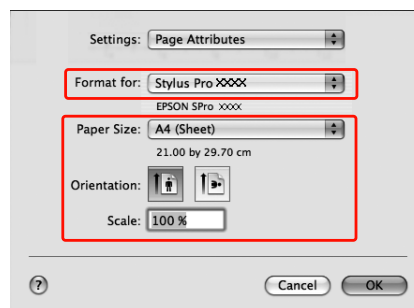 Settings: Page Attributes
Format for: Stylus Pro XXXX
EPSON SPro XXXX
Paper Size: A4 (Sheet)
21.00 by 29.70 cm
Orientation:
Scale: 100 %
? Cancel OK